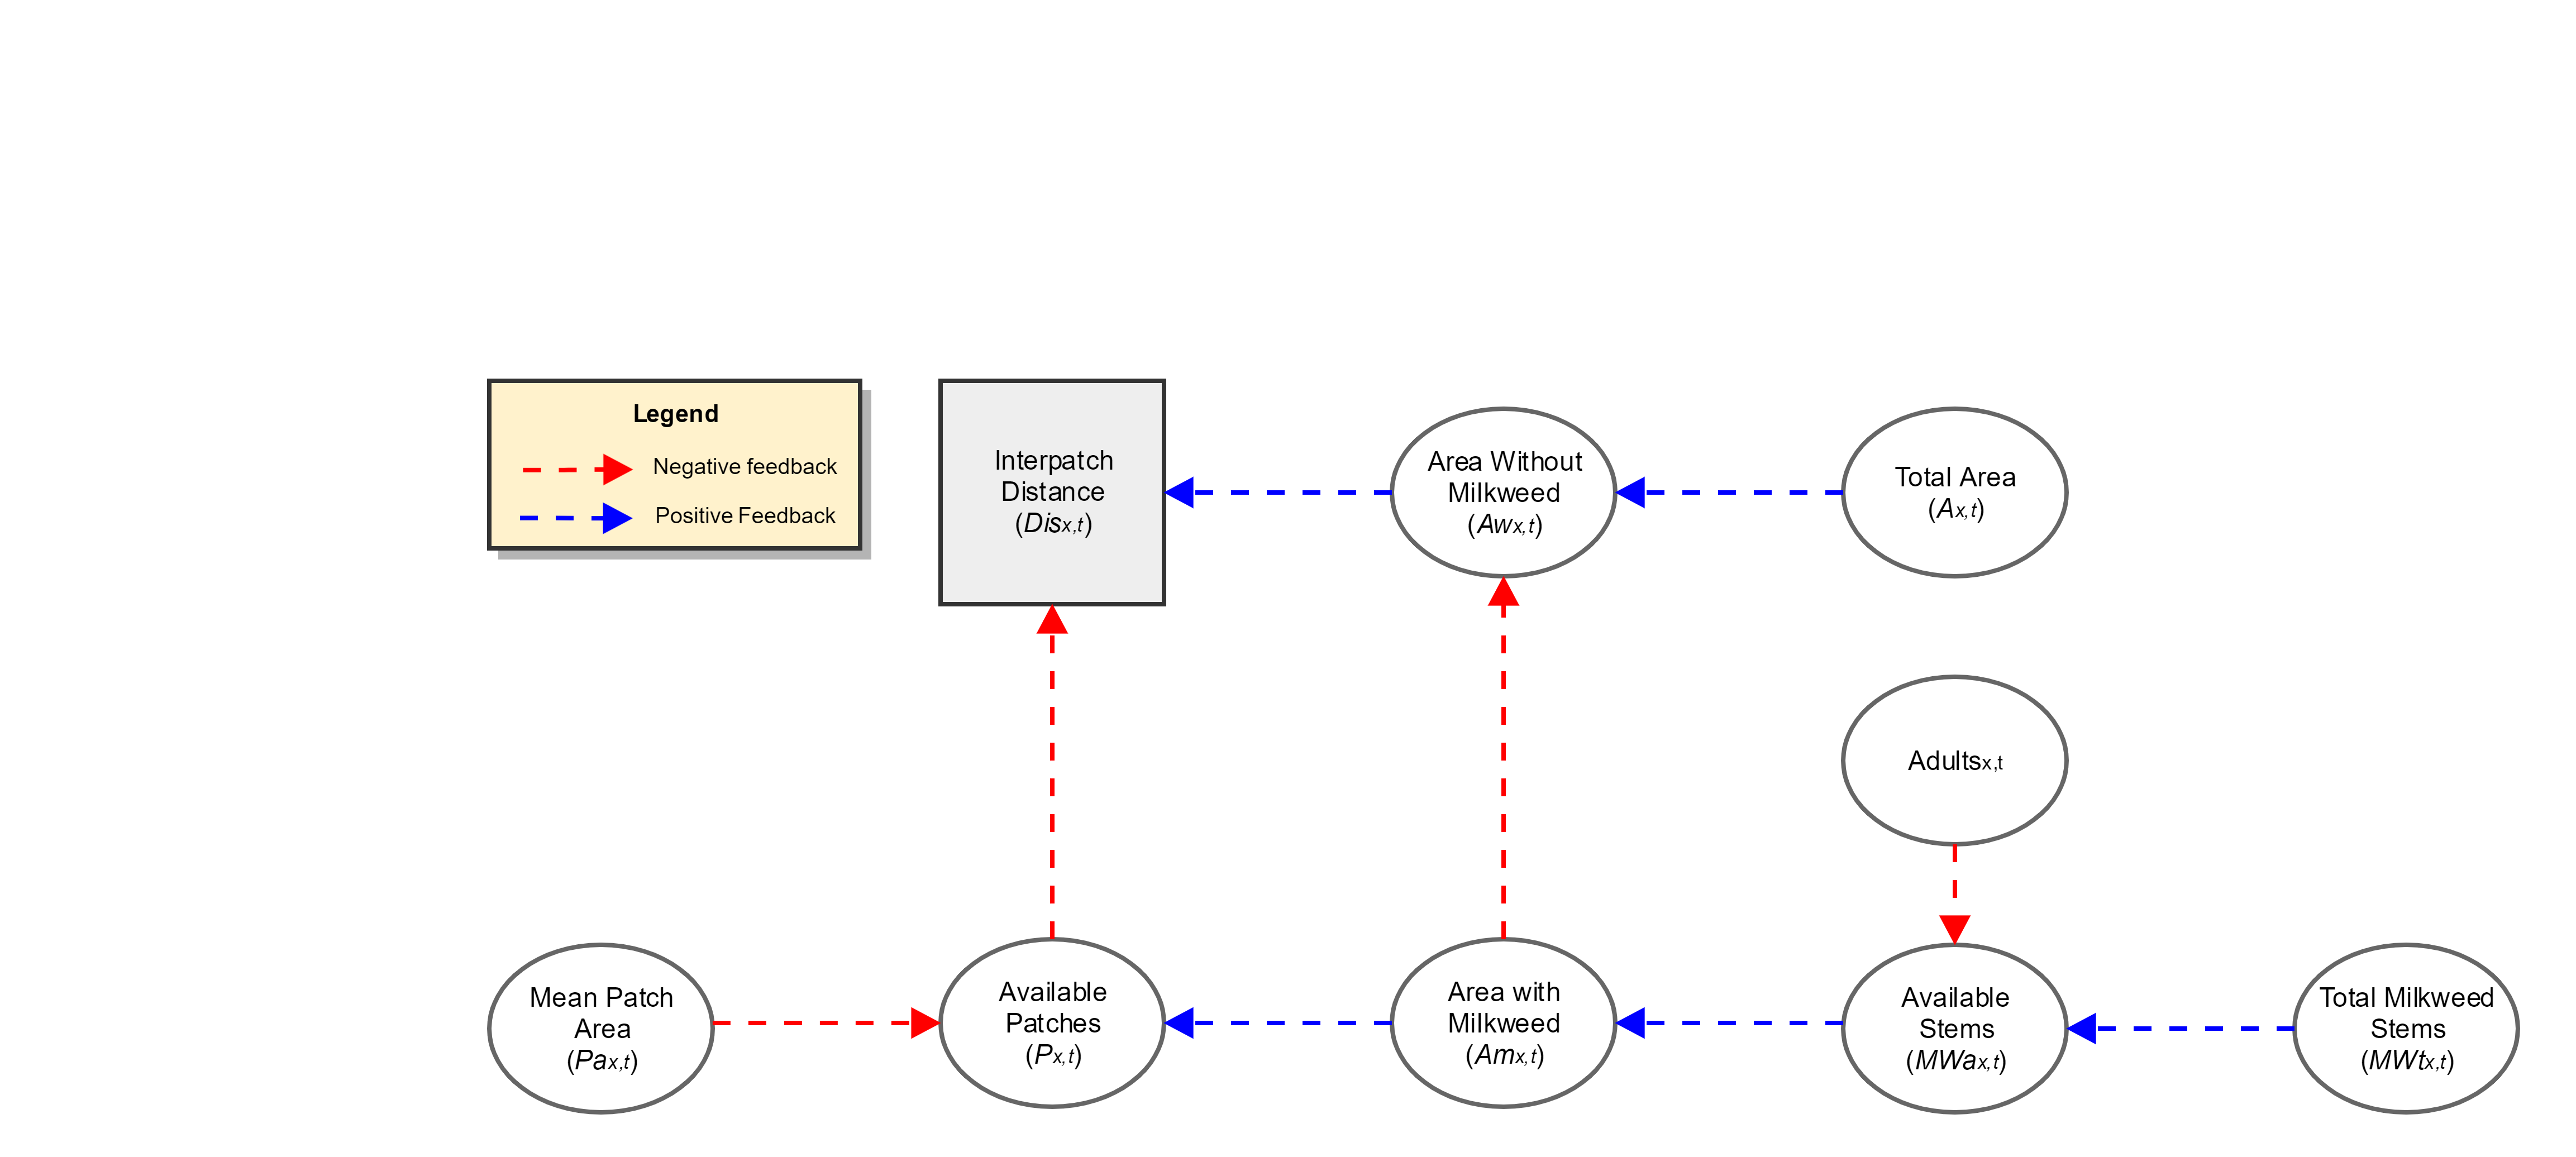 Legend
Negative feedback
Positive Feedback
Interpatch
Distance
(Disx,t)
Area Without
Milkweed
(Awx,t)
Total Area
(Ax,t)
Adultsx,t
Mean Patch
Area
(Pax,t)
Available
Patches
(Px,t)
Area with
Milkweed
(Amx,t)
Available
Stems
(MWax,t)
Total Milkweed
Stems
(MWtx,t)